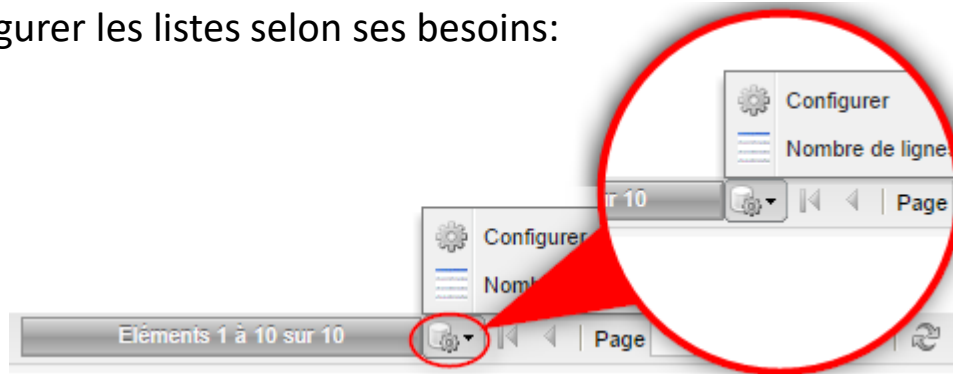 gurer les listes selon ses besoins:
Configurer
Nombre de lignes
r 10
Page
Configurer
Nom
Eléments 1 à 10 sur 10
Page